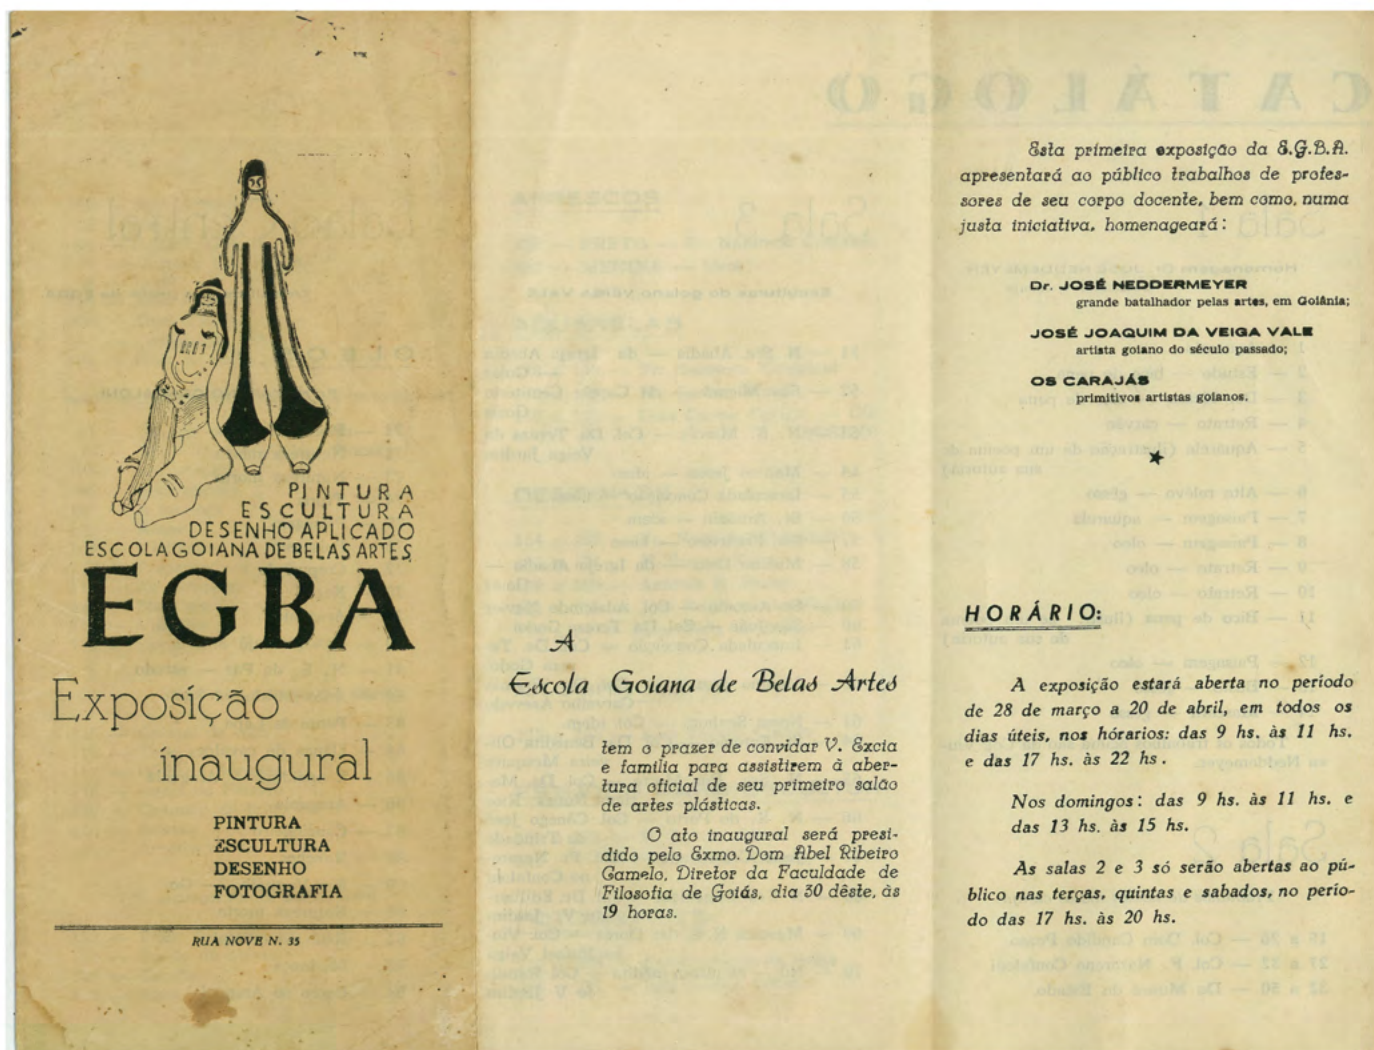 PINTURA
ESCULTURA
DESENHO APLICADO
ESCOLA GOIANA DE BELAS ARTES
EGBA
Exposição
inaugural
PINTURA
ESCULTURA
DESENHO
FOTOGRAFIA
RUA NOVE N. 35
A
Escola Goiana de Belas Artes
tem o prazer de convidar V. Excia
e família para assistirem à aber-
tura oficial de seu primeiro salão
de artes plásticas.
O ato inaugural será presi-
dido pelo Exmo. Dom Abel Ribeiro
Camelo, Diretor da Faculdade de
Filosofia de Goiás, dia 30 dêste, às
19 horas.
Esta primeira exposição da E.G.B.A.
apresentará ao público trabalhos de profes-
sores de seu corpo docente, bem como, numa
justa iniciativa, homenageará:
Dr. JOSÉ NEDDERMEYER
grande batalhador pelas artes, em Goiânia;
JOSÉ JOAQUIM DA VEIGA VALE
artista goiano do século passado;
OS CARAJÁS
primitivos artistas goianos.
HORÁRIO:
A exposição estará aberta no período
de 28 de março a 20 de abril, em todos os
dias úteis, nos hórarios: das 9 hs. às 11 hs.
e das 17 hs. às 22 hs.
Nos domingos: das 9 hs. às 11 hs. e
das 13 hs. às 15 hs.
As salas 2 e 3 só serão abertas ao pú-
blico nas terças, quintas e sabados, no perío-
do das 17 hs. às 20 hs.